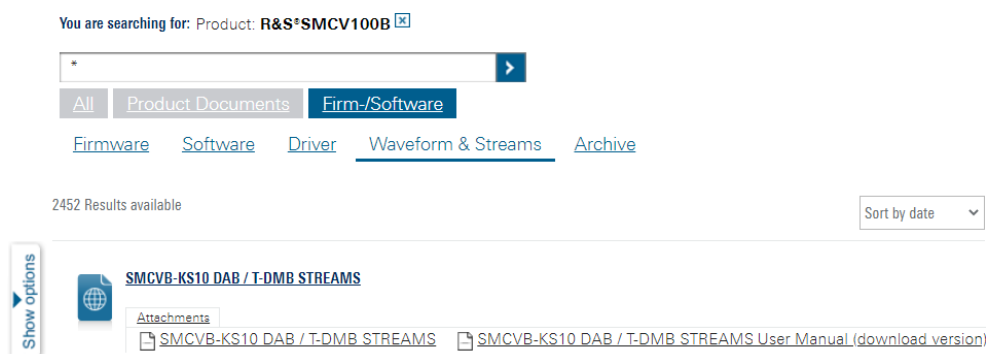 You are searching for: Product: R&S®SMCV100B
*
All Product Documents Firm-/Software
Firmware Software Driver Waveform & Streams Archive
2452 Results available
Sort by date
Show options
SMCVB-KS10 DAB / T-DMB STREAMS
Attachments
SMCVB-KS10 DAB / T-DMB STREAMS SMCVB-KS10 DAB / T-DMB STREAMS User Manual (download version)